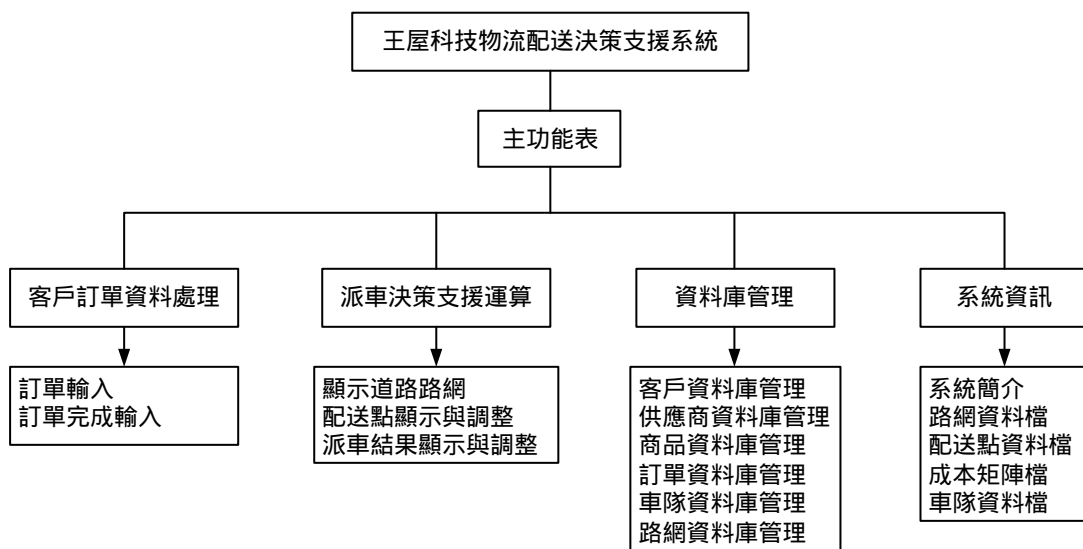 王屋科技物流配送決策支援系統
主功能表
客戶訂單資料處理
派車決策支援運算
資料庫管理
系統資訊
訂單輸入
訂單完成輸入
顯示道路路網
配送點顯示與調整
派車結果顯示與調整
客戶資料庫管理
供應商資料庫管理
商品資料庫管理
訂單資料庫管理
車隊資料庫管理
路網資料庫管理
系統簡介
路網資料檔
配送點資料檔
成本矩陣檔
車隊資料檔